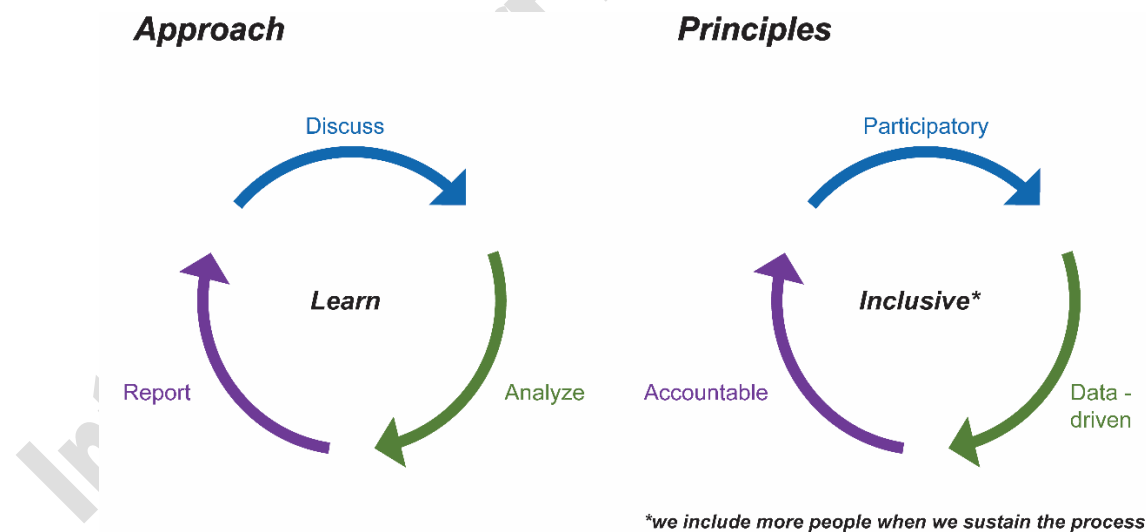 Approach
Principles
Discuss
Participatory
Learn
Inclusive*
Report
Analyze
Accountable
Data -
driven
*we include more people when we sustain the process